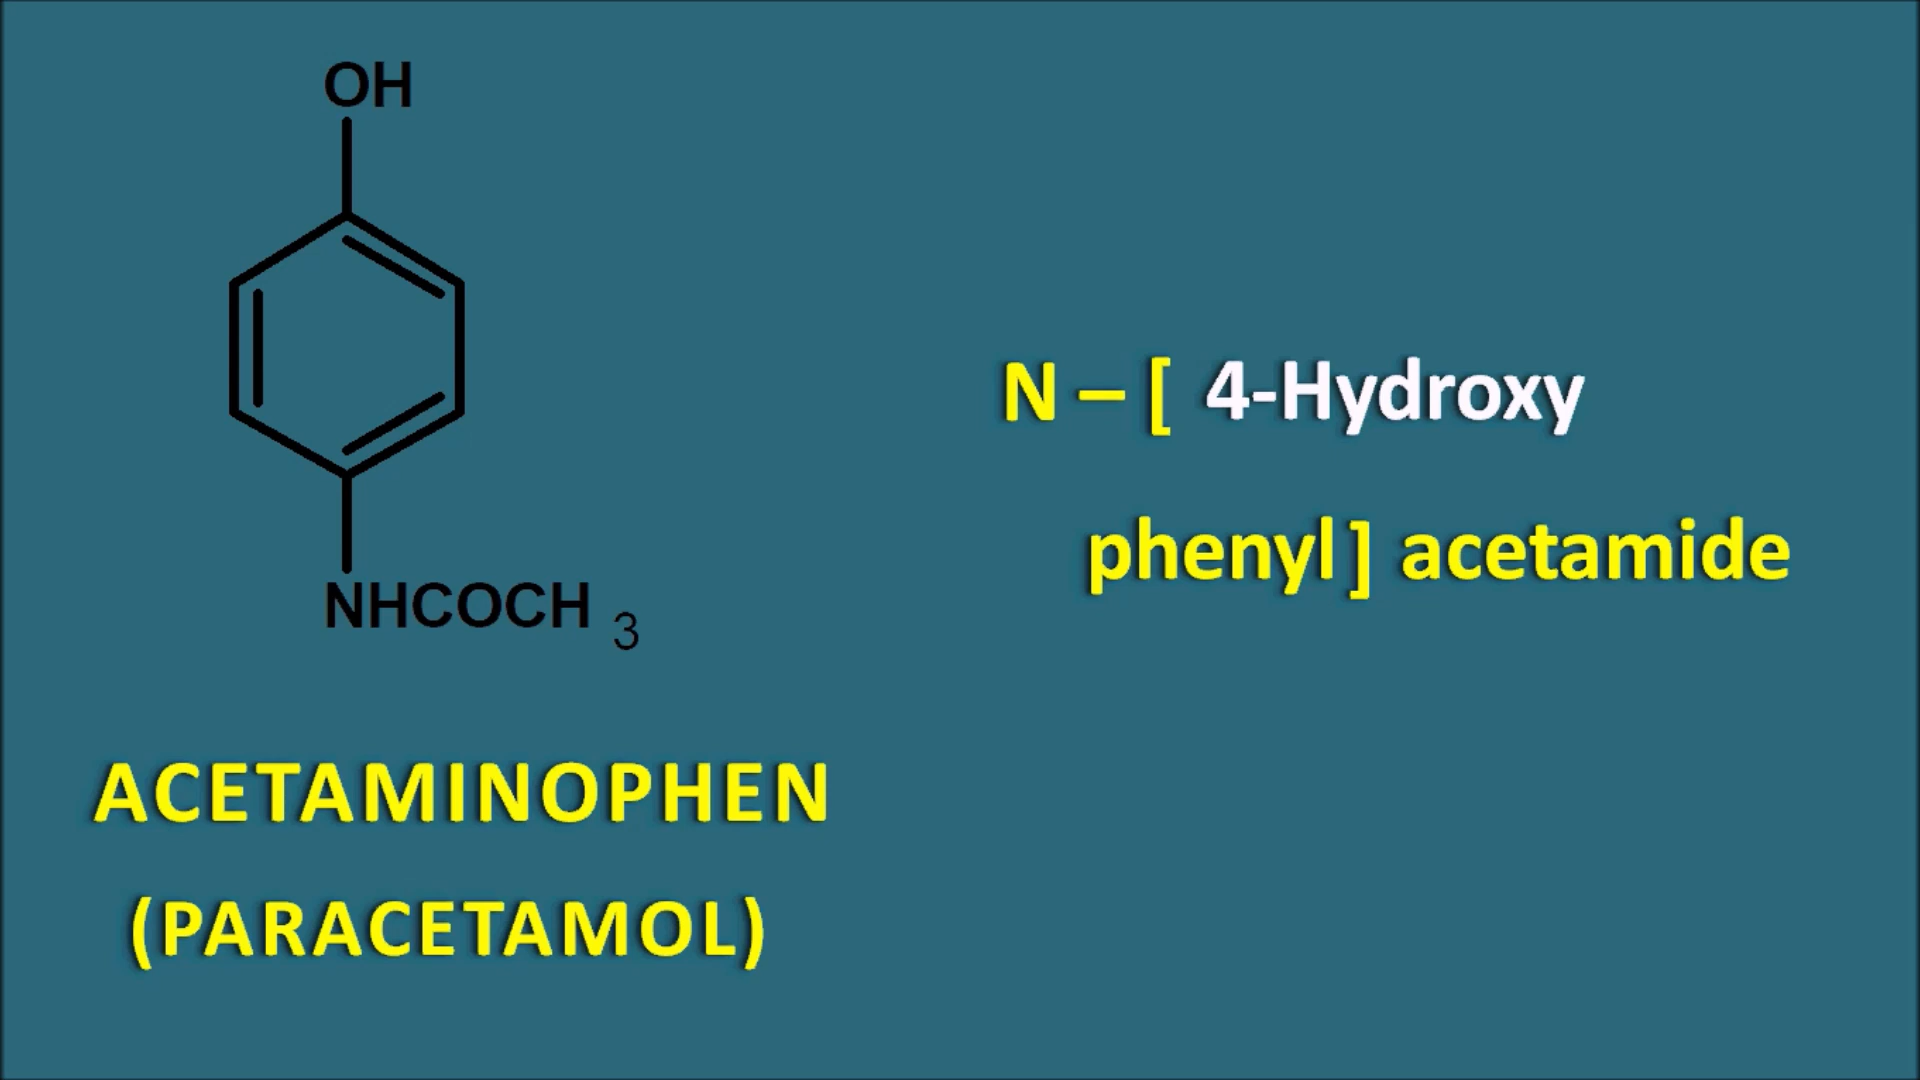 OH
NHCOCH 3
N – [ 4-Hydroxy
phenyl ] acetamide
ACETAMINOPHEN
(PARACETAMOL)